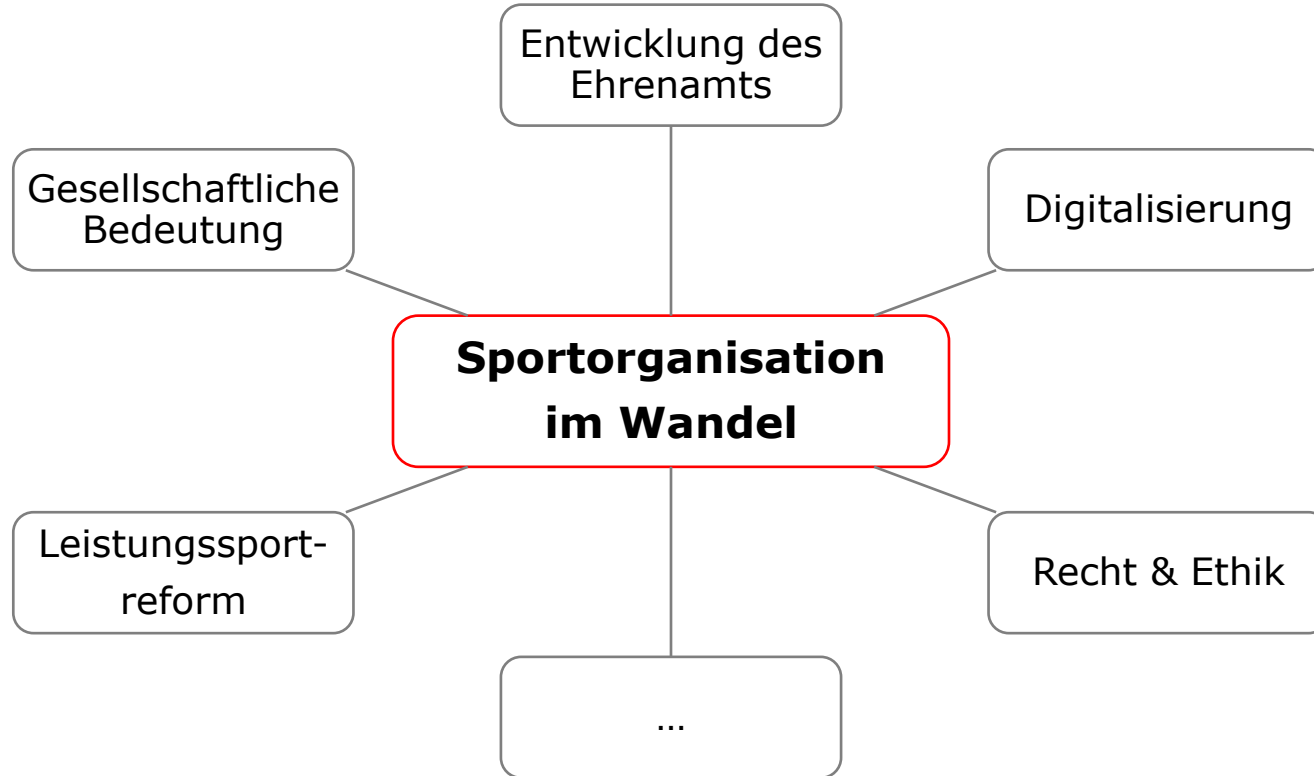 Entwicklung des
Ehrenamts
Gesellschaftliche
Bedeutung
Digitalisierung
Sportorganisation
im Wandel
Leistungssport-
reform
Recht & Ethik
…